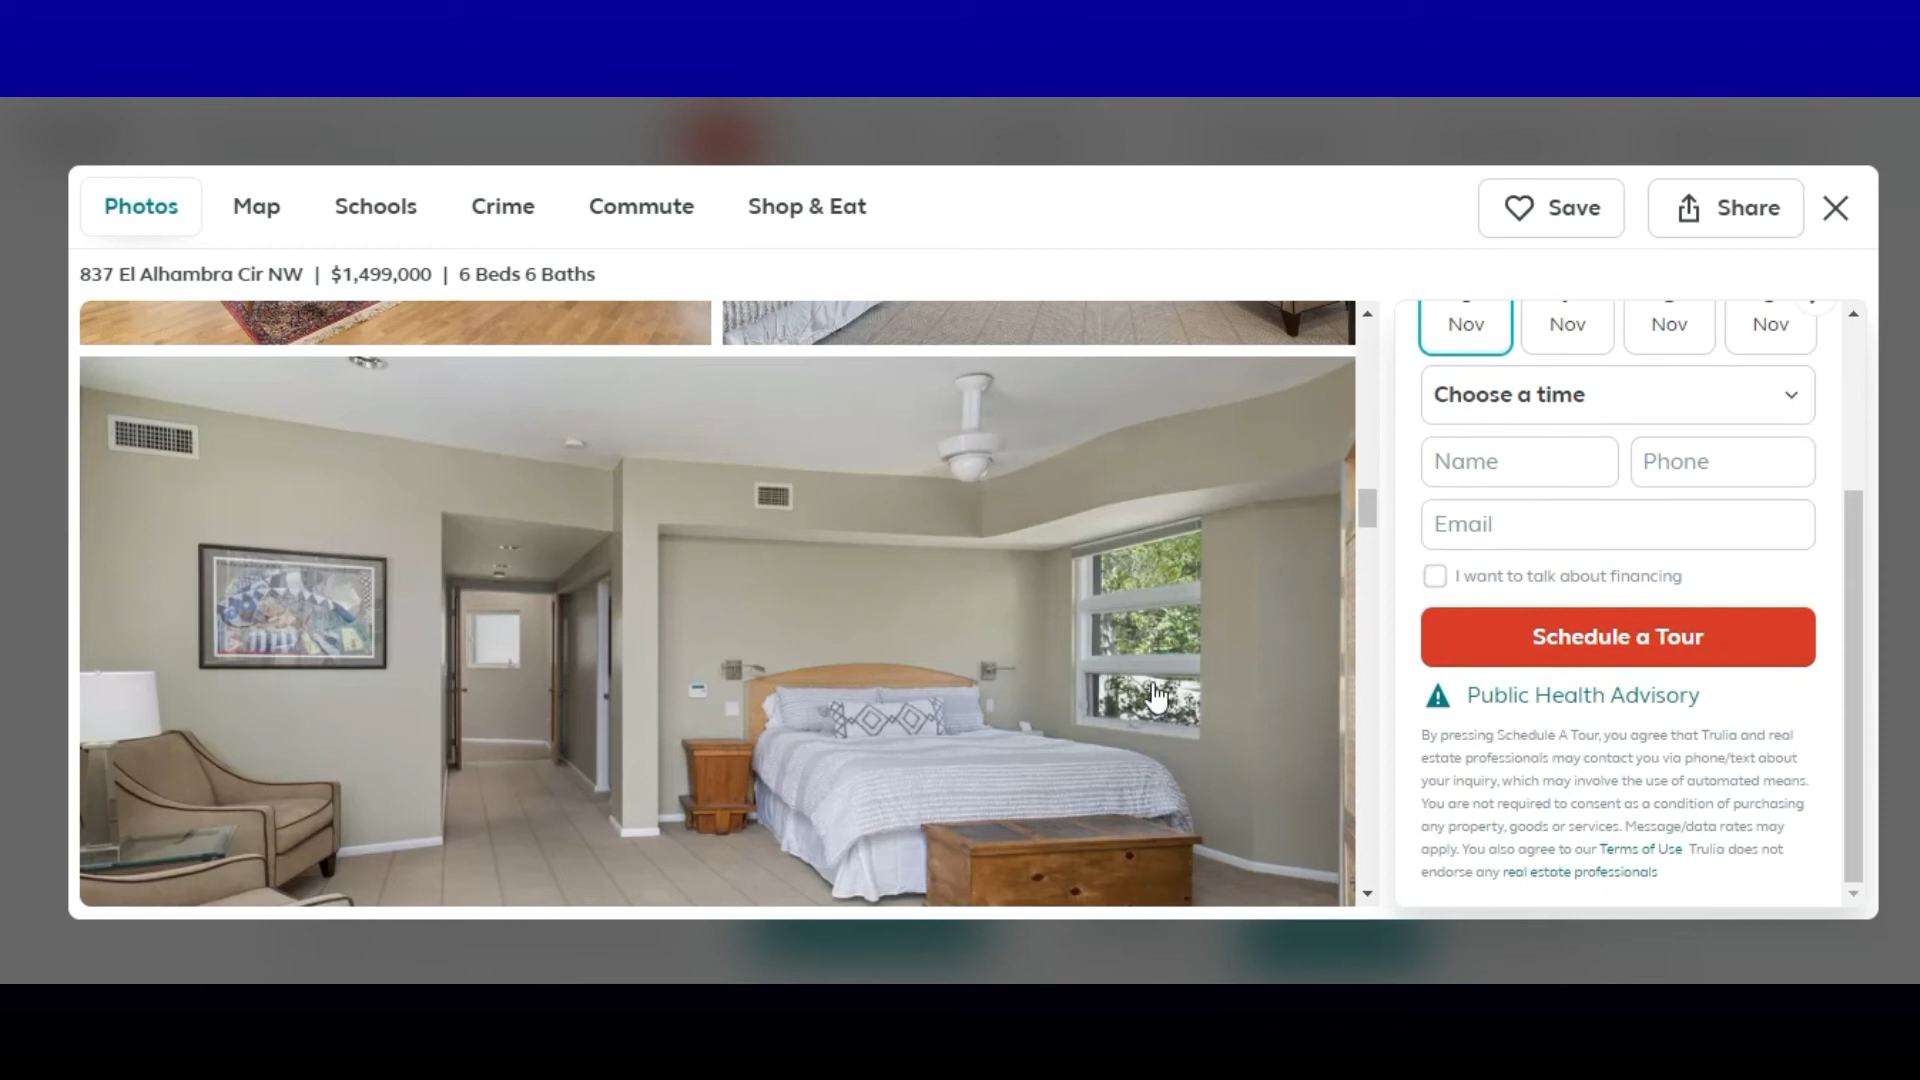 Photos Map Schools Crime Commute Shop & Eat Save Share
837 El Alhambra Cir NW | $1,499,000 | 6 Beds 6 Baths
Nov Nov Nov Nov
Choose a time
Name Phone
Email
I want to talk about financing
Schedule a Tour
Public Health Advisory
By pressing Schedule A Tour, you agree that Trulia and real
estate professionals may contact you via phone/text about
your inquiry, which may involve the use of automated means.
You are not required to consent as a condition of purchasing
any property, goods or services. Message/data rates may
apply. You also agree to our Terms of Use Trulia does not
endorse any real estate professionals